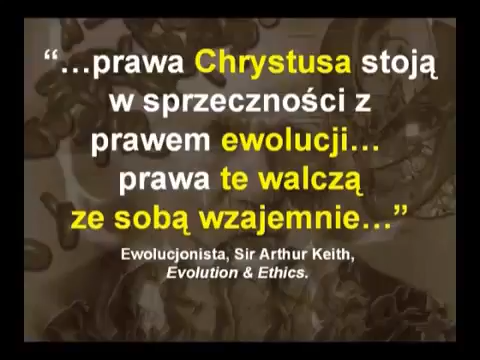 “…prawa Chrystusa stoją
w sprzeczności z
prawem ewolucji…
prawa te walczą
ze sobą wzajemnie…”
Ewolucjonista, Sir Arthur Keith,
Evolution & Ethics.